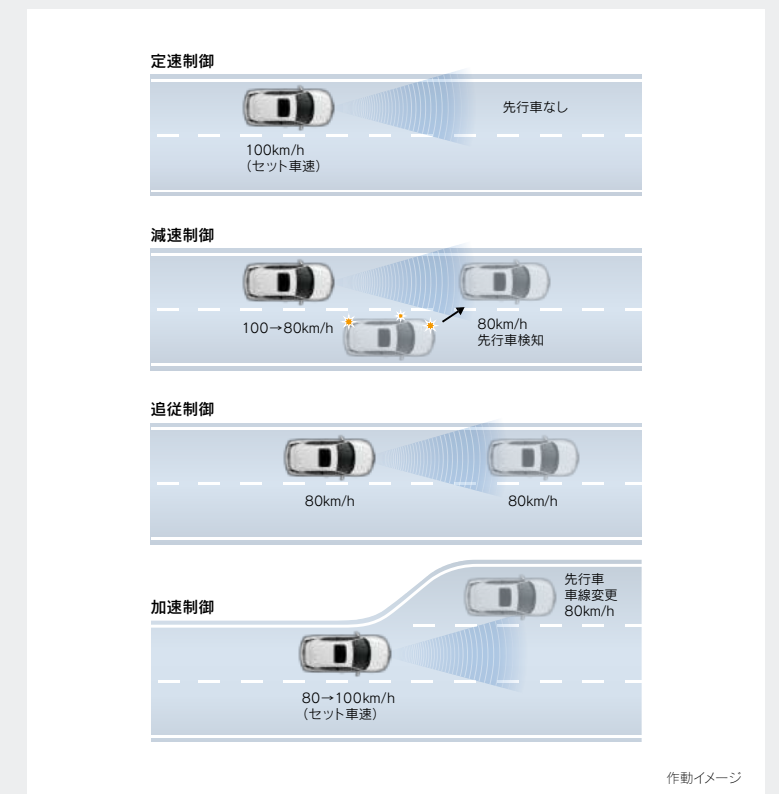 定速制御
先行車なし
100km/h
（セット車速）
減速制御
100→80km/h
80km/h
先行車検知
追従制御
80km/h
80km/h
加速制御
先行車
車線変更
80km/h
80→100km/h
（セット車速）
作動イメージ